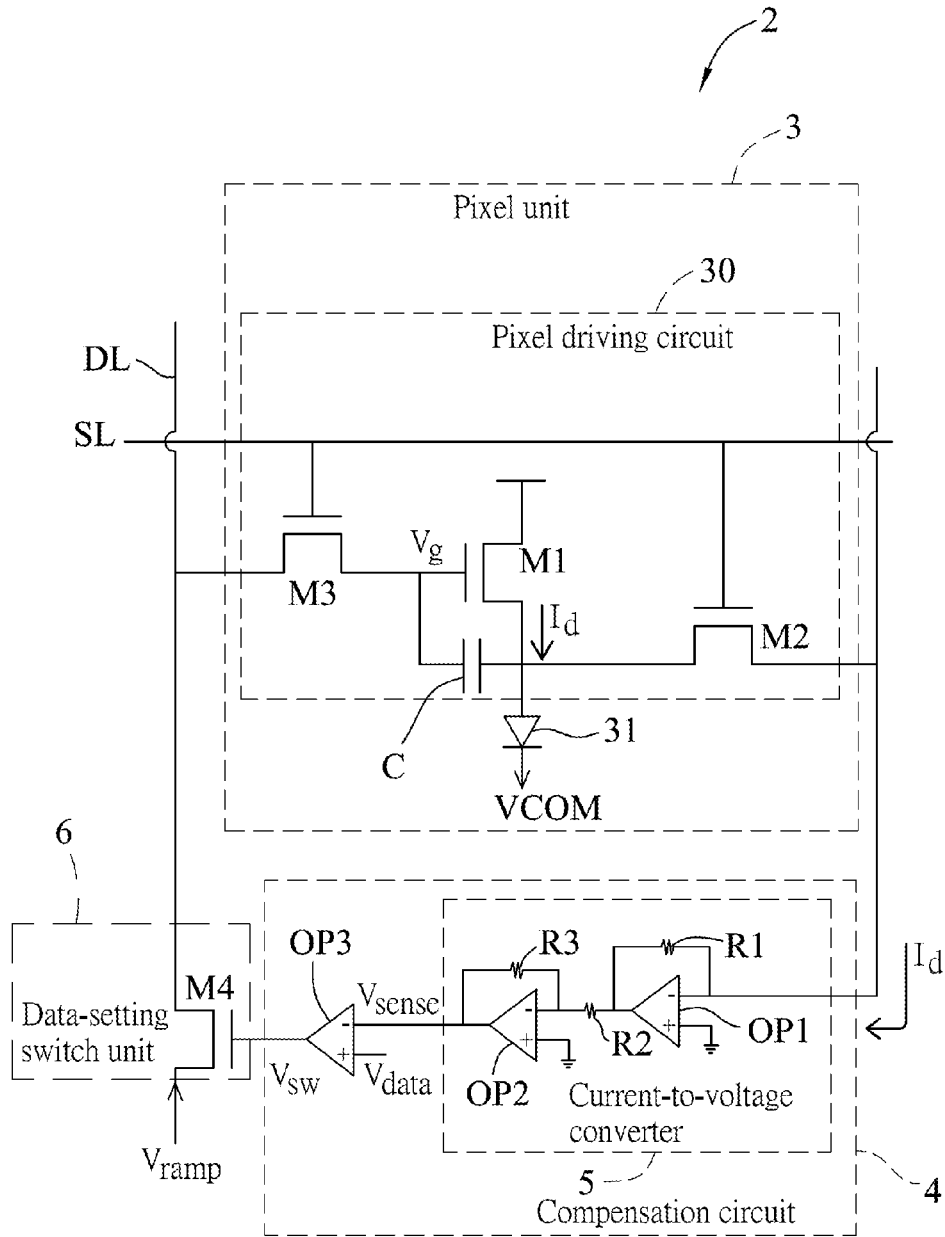 2
3
Pixel unit
30
Pixel driving circuit
DL
SL
Vg
M1
M3
Id
M2
C
31
VCOM
6
OP3
R3
R1
Id
M4
Vsense
Data-setting
switch unit
OP1
R2
Vsw
Vdata
OP2
Current-to-voltage
converter
Vramp
5
4
Compensation circuit